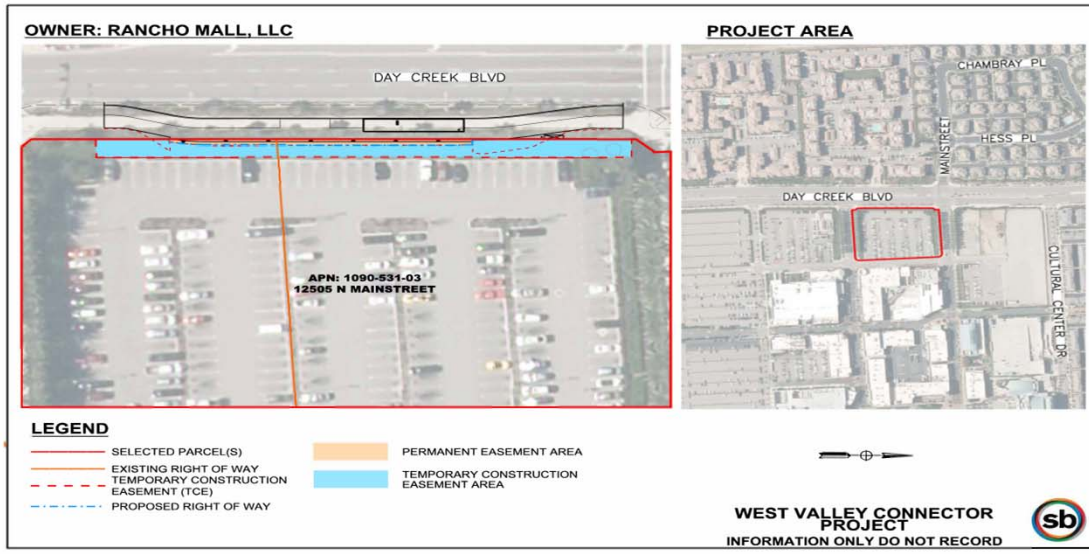 OWNER: RANCHO MALL, LLC
DAY CREEK BLVD
APN: 1090-531-03
12505 N MAINSTREET
PROJECT AREA
CHAMBRAY PL
HESS PL
MAINSTREET
DAY CREEK BLVD
CULTURAL CENTER DR.
LEGEND
SELECTED PARCEL(S)
EXISTING RIGHT OF WAY
TEMPORARY CONSTRUCTION
EASEMENT (TCE)
PROPOSED RIGHT OF WAY
PERMANENT EASEMENT AREA
TEMPORARY CONSTRUCTION
EASEMENT AREA
WEST VALLEY CONNECTOR
PROJECT
INFORMATION ONLY DO NOT RECORD
sb